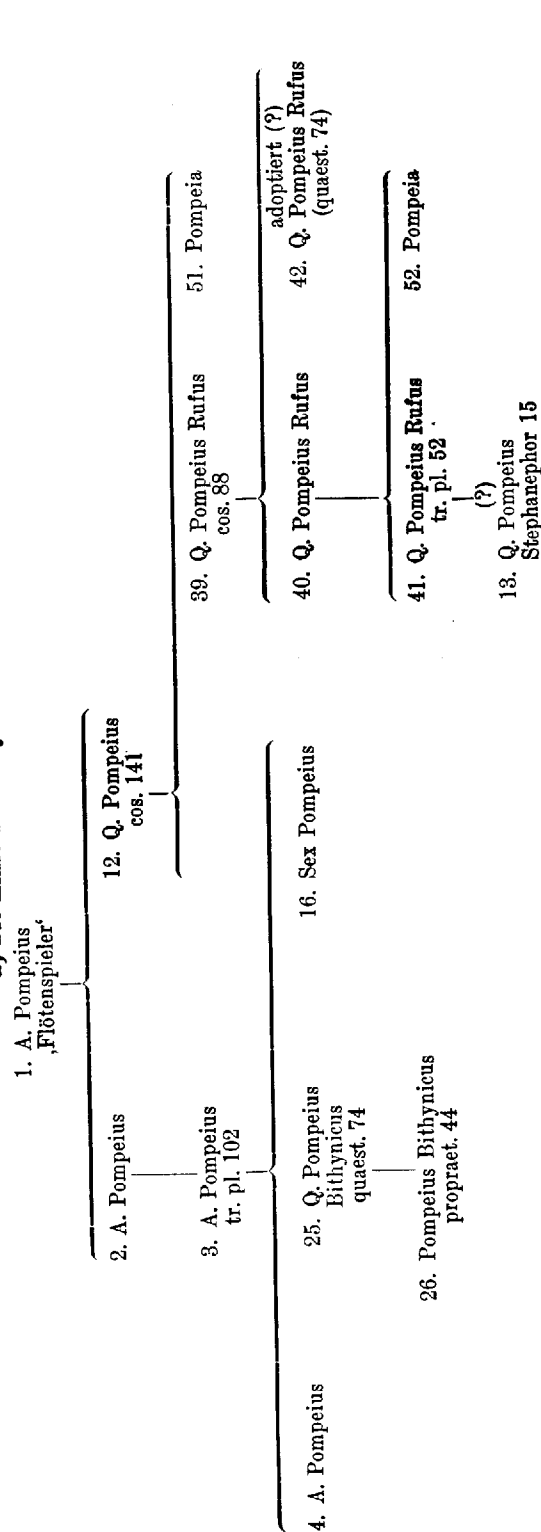 1. A. Pompeius
‚Flötenspieler‘
2. A. Pompeius
12. Q. Pompeius
cos. 141
3. A. Pompeius
tr. pl. 102
39. Q. Pompeius Rufus
cos. 88
51. Pompeia
4. A. Pompeius
25. Q. Pompeius
Bithynicus
quaest. 74
16. Sex Pompeius
40. Q. Pompeius Rufus
adoptiert (?)
42. Q. Pompeius Rufus
(quaest. 74)
26. Pompeius Bithynicus
propraet. 44
41. Q. Pompeius Rufus
tr. pl. 52
52. Pompeia
(?)
13. Q. Pompeius
Stephanephor 15